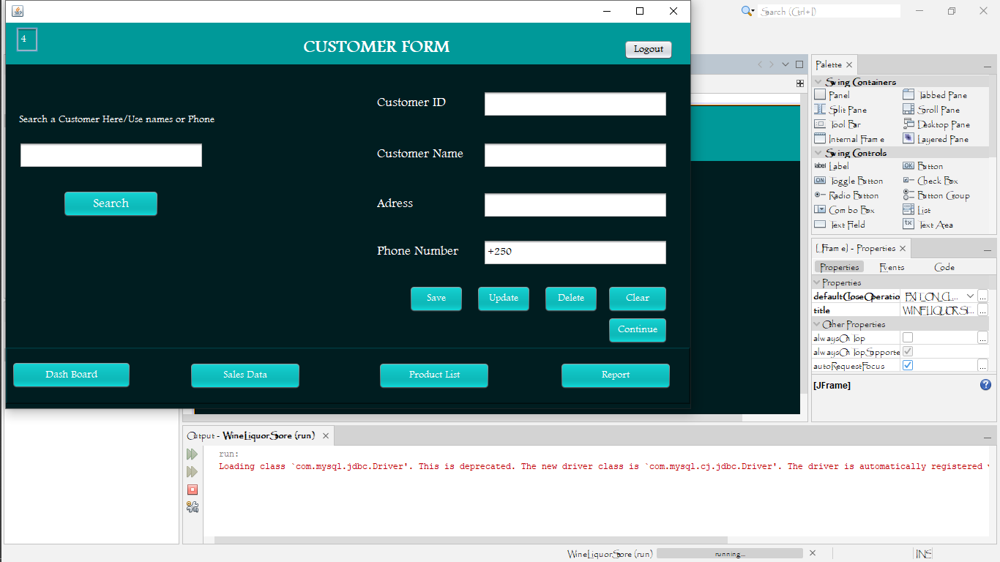 Search (Ctrl+I)
4
CUSTOMER FORM
Logout
Search a Customer Here/Use names or Phone
Search
Customer ID
Customer Name
Adress
Phone Number
+250
Save
Update
Delete
Clear
Continue
Dash Board
Sales Data
Product List
Report
Palette
Swing Containers
Panel
Tabbed Pane
Split Pane
Scroll Pane
Tool Bar
Desktop Pane
Internal Frame
Layered Pane
Swing Controls
label Label
OK Button
ON Toggle Button
Check Box
Radio Button
Button Group
Combo Box
List
Text Field
tx Text Area
[JFrame] - Properties
Properties
Events
Code
Properties
defaultCloseOperatio
EXIT_ON_CL...
...
title
WINE LIQUOR ST...
...
Other Properties
alwaysOnTop
...
alwaysOnTopSupporte
autoRequestFocus
...
[JFrame]
?
Output - WineLiquorStore (run)
run:
Loading class `com.mysql.jdbc.Driver'. This is deprecated. The new driver class is `com.mysql.cj.jdbc.Driver'. The driver is automatically registered
WineLiquorStore (run)
running...
INS